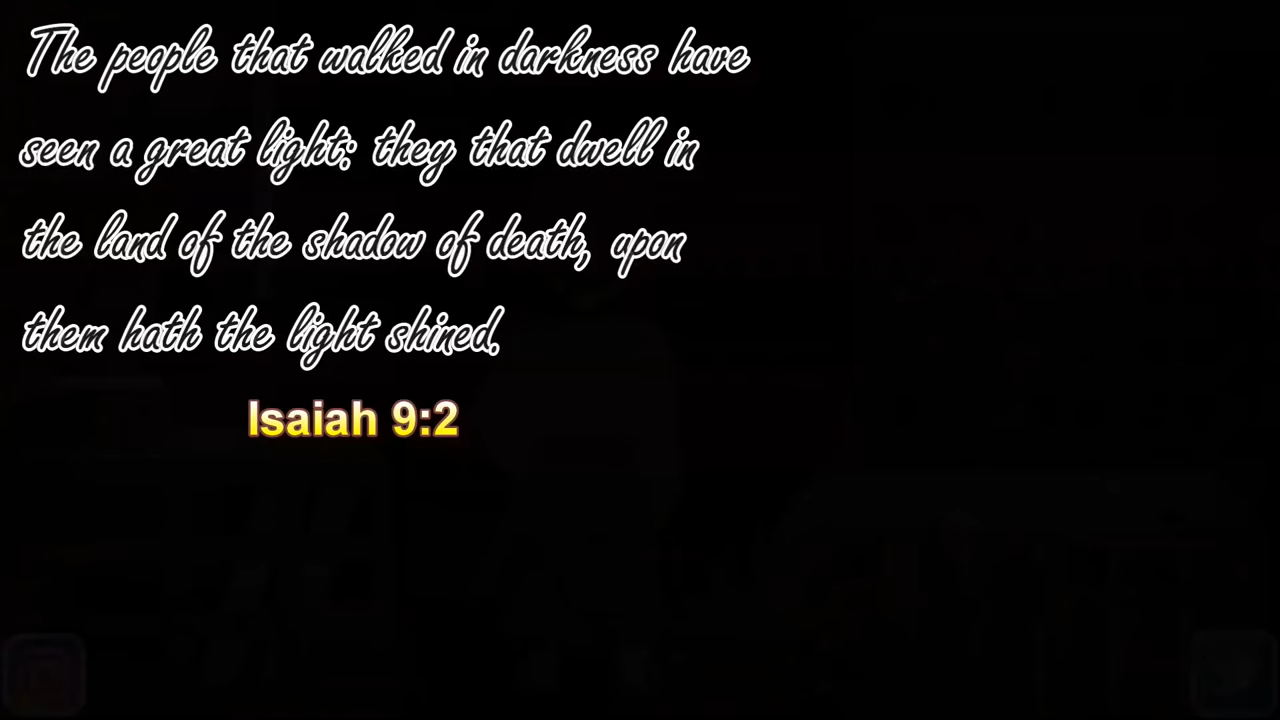 The people that walked in darkness have
seen a great light: they that dwell in
the land of the shadow of death, upon
them hath the light shined.
Isaiah 9:2